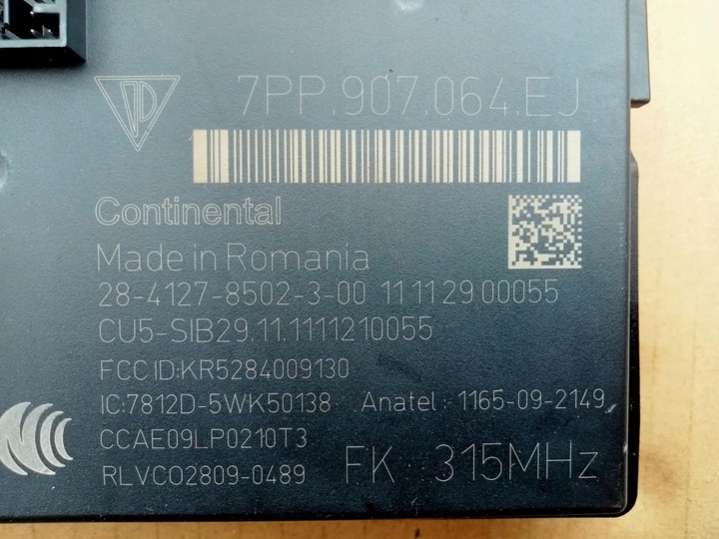 7PP.907.064.EJ
Continental
Made in Romania
28-4127-8502-3-00 11 11 29 00055
CU5-SIB29.11.1111210055
FCC ID:KR5284009130
IC:7812D-5WK50138 Anatel: 1165-09-2149
CCAE09LP0210T3
RLVCO2809-0489 FK 315MHz